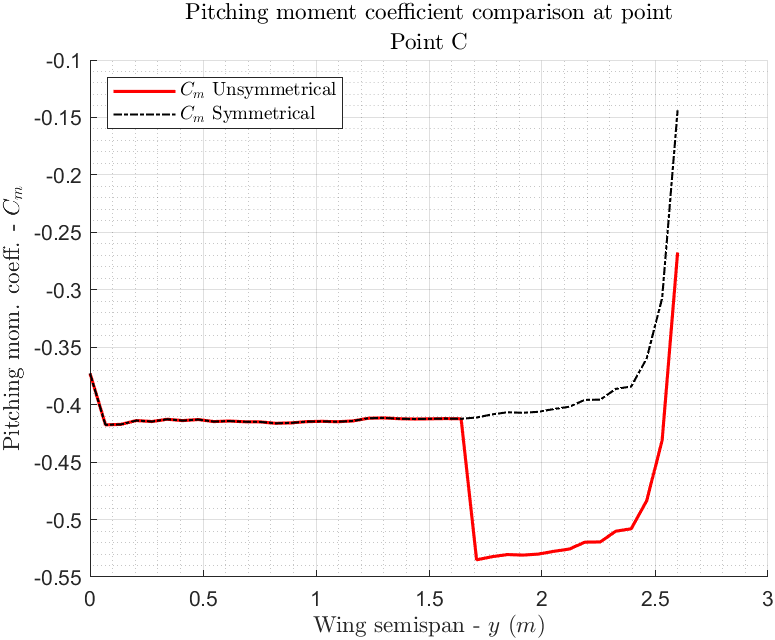 Pitching moment coefficient comparison at point
Point C
C_m Unsymmetrical
C_m Symmetrical
Pitching mom. coeff. - C_m
-0.1
-0.15
-0.2
-0.25
-0.3
-0.35
-0.4
-0.45
-0.5
-0.55
0 0.5 1 1.5 2 2.5 3
Wing semispan - y (m)